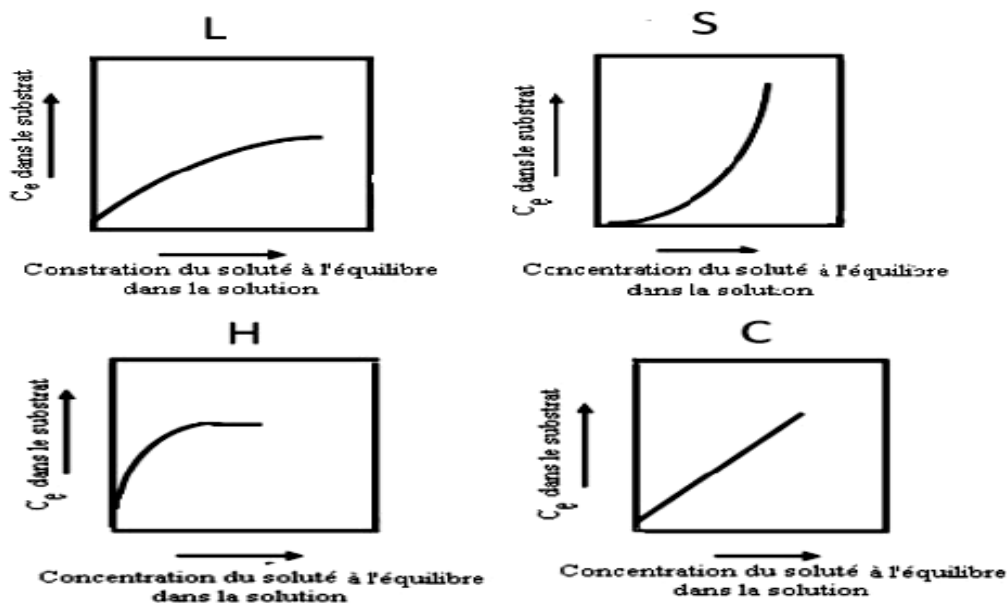 L
Ce dans le substrat
Constration du soluté à l'équilibre
dans la solution
S
Ce dans le substrat
Concentration du soluté à l'équilibre
dans la solution
H
Ce dans le substrat
Concentration du soluté à l'équilibre
dans la solution
C
Ce dans le substrat
Concentration du soluté à l'équilibre
dans la solution